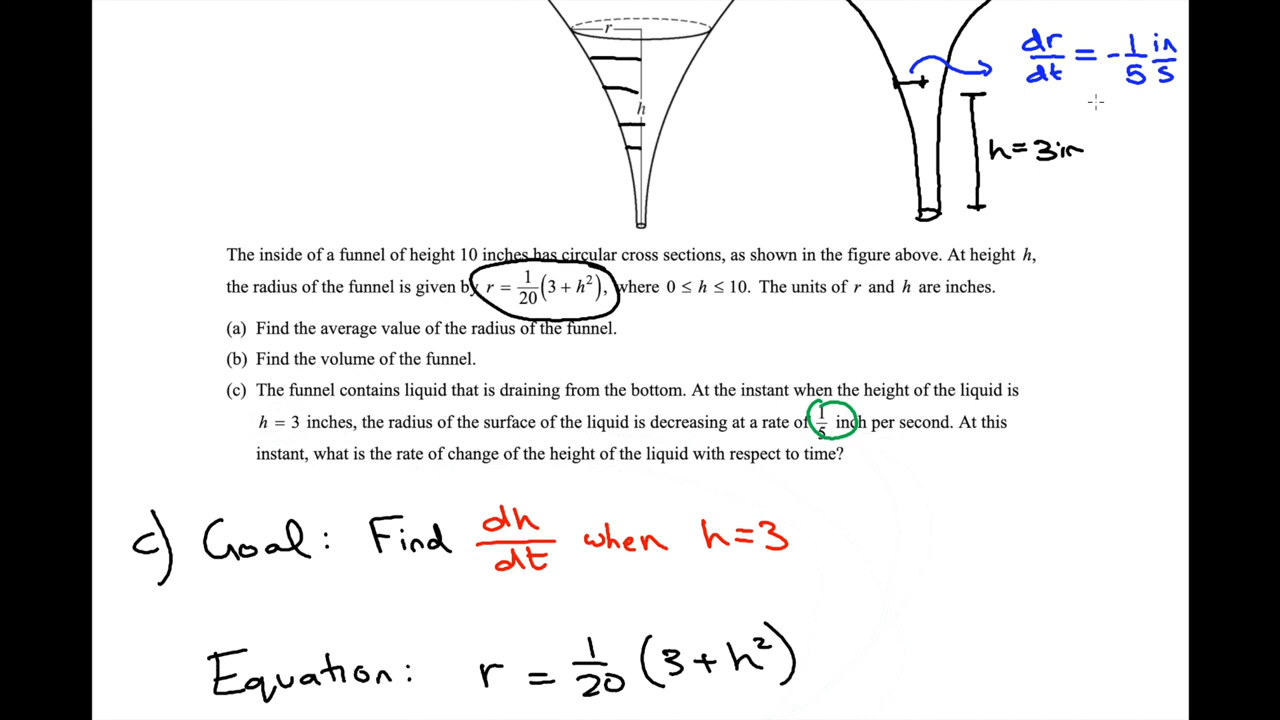 r
h
dr/dt = -1/5 in/s
h = 3in
The inside of a funnel of height 10 inches has circular cross sections, as shown in the figure above. At height h,
the radius of the funnel is given by r = 1/20 (3 + h²), where 0 ≤ h ≤ 10. The units of r and h are inches.
(a) Find the average value of the radius of the funnel.
(b) Find the volume of the funnel.
(c) The funnel contains liquid that is draining from the bottom. At the instant when the height of the liquid is
h = 3 inches, the radius of the surface of the liquid is decreasing at a rate of 1/5 inch per second. At this
instant, what is the rate of change of the height of the liquid with respect to time?
c) Goal: Find dh/dt when h = 3
Equation: r = 1/20 (3 + h²)